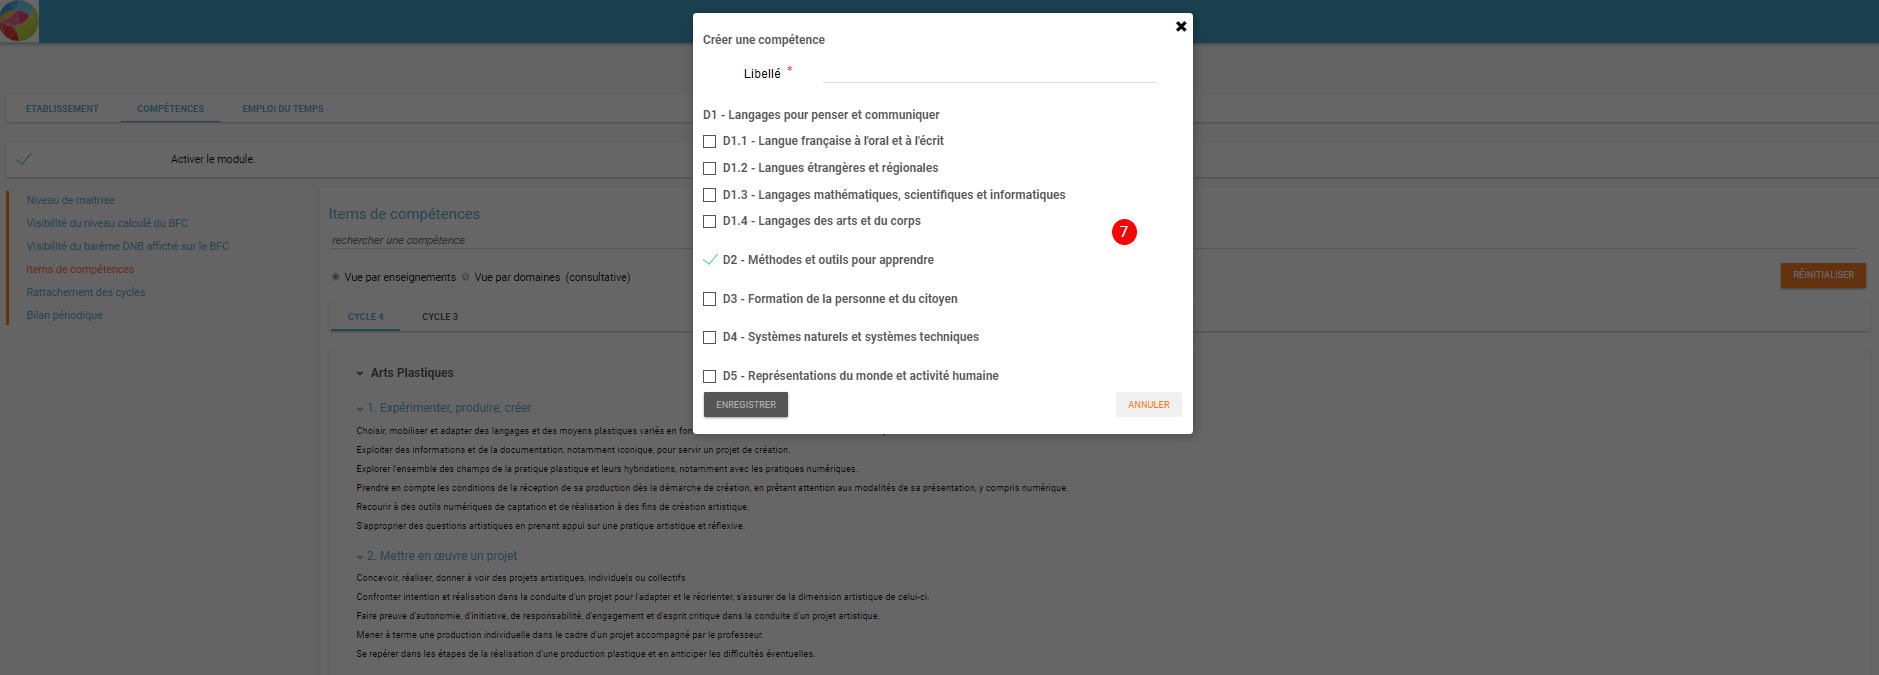 Créer une compétence
Libellé *
D1 - Langages pour penser et communiquer
D1.1 - Langue française à l'oral et à l'écrit
D1.2 - Langues étrangères et régionales
D1.3 - Langages mathématiques, scientifiques et informatiques
D1.4 - Langages des arts et du corps
7
D2 - Méthodes et outils pour apprendre
D3 - Formation de la personne et du citoyen
D4 - Systèmes naturels et systèmes techniques
D5 - Représentations du monde et activité humaine
ENREGISTRER
ANNULER
ETABLISSEMENT
COMPÉTENCES
EMPLOI DU TEMPS
Activer le module.
Niveau de maitrise
Visibilité du niveau calculé du BFC
Visibilité du barème DNB affiché sur le BFC
Items de compétences
Rattachement des cycles
Bilan périodique
Items de compétences
rechercher une compétence
Vue par enseignements
Vue par domaines (consultative)
RÉINITIALISER
CYCLE 4
CYCLE 3
Arts Plastiques
1. Expérimenter, produire, créer
Choisir, mobiliser et adapter des langages et des moyens plastiques variés en
Exploiter des informations et de la documentation, notamment iconique, pour servir un projet de création.
Explorer l'ensemble des champs de la pratique plastique et leurs hybridations, notamment avec les pratiques numériques.
Prendre en compte les conditions de la réception de sa production dès la démarche de création, en prêtant attention aux modalités de sa présentation, y compris numérique.
Recourir à des outils numériques de captation et de réalisation à des fins de création artistique.
S'approprier des questions artistiques en prenant appui sur une pratique artistique et réflexive.
2. Mettre en œuvre un projet
Concevoir, réaliser, donner à voir des projets artistiques, individuels ou collectifs
Confronter intention et réalisation dans la conduite d'un projet pour l'adapter et le réorienter, s'assurer de la dimension artistique de celui-ci.
Faire preuve d'autonomie, d'initiative, de responsabilité, d'engagement et d'esprit critique dans la conduite d'un projet artistique.
Mener à terme une production individuelle dans le cadre d'un projet accompagné par le professeur.
Se repérer dans les étapes de la réalisation d'une production plastique et en anticiper les difficultés éventuelles.